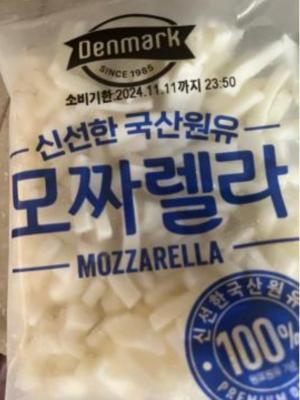 Denmark
SINCE 1985
소비기한:2024.11.11까지 23:50
신선한 국산원유
모짜렐라
MOZZARELLA
신선한국산원유
100%
PREMIUM